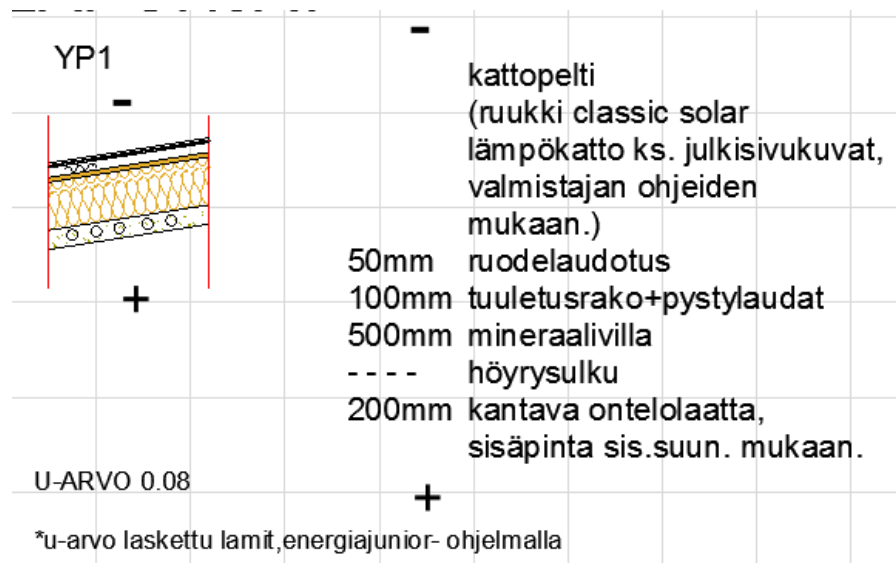 YP1
-
-
kattopelti
(ruukki classic solar
lämpökatto ks. julkisivukuvat,
valmistajan ohjeiden
mukaan.)
50mm ruodelaudotus
100mm tuuletusrako+pystylaudat
500mm mineraalivilla
---- höyrysulku
200mm kantava ontelolaatta,
sisäpinta sis.suun. mukaan.
+
+
U-ARVO 0.08
*u-arvo laskettu lamit,energiajunior- ohjelmalla